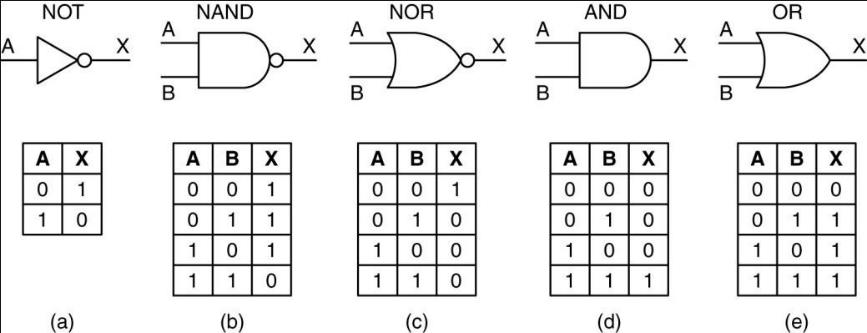 NOT NAND NOR AND OR
A X A B X A B X A B X A B X
A X A B X A B X A B X A B X
0 1 0 0 1 0 0 1 0 0 0 0 0 0
1 0 0 1 1 0 1 0 0 1 0 0 1 1
1 0 1 1 0 0 1 0 0 1 0 1
1 1 0 1 1 0 1 1 1 1 1 1
(a) (b) (c) (d) (e)